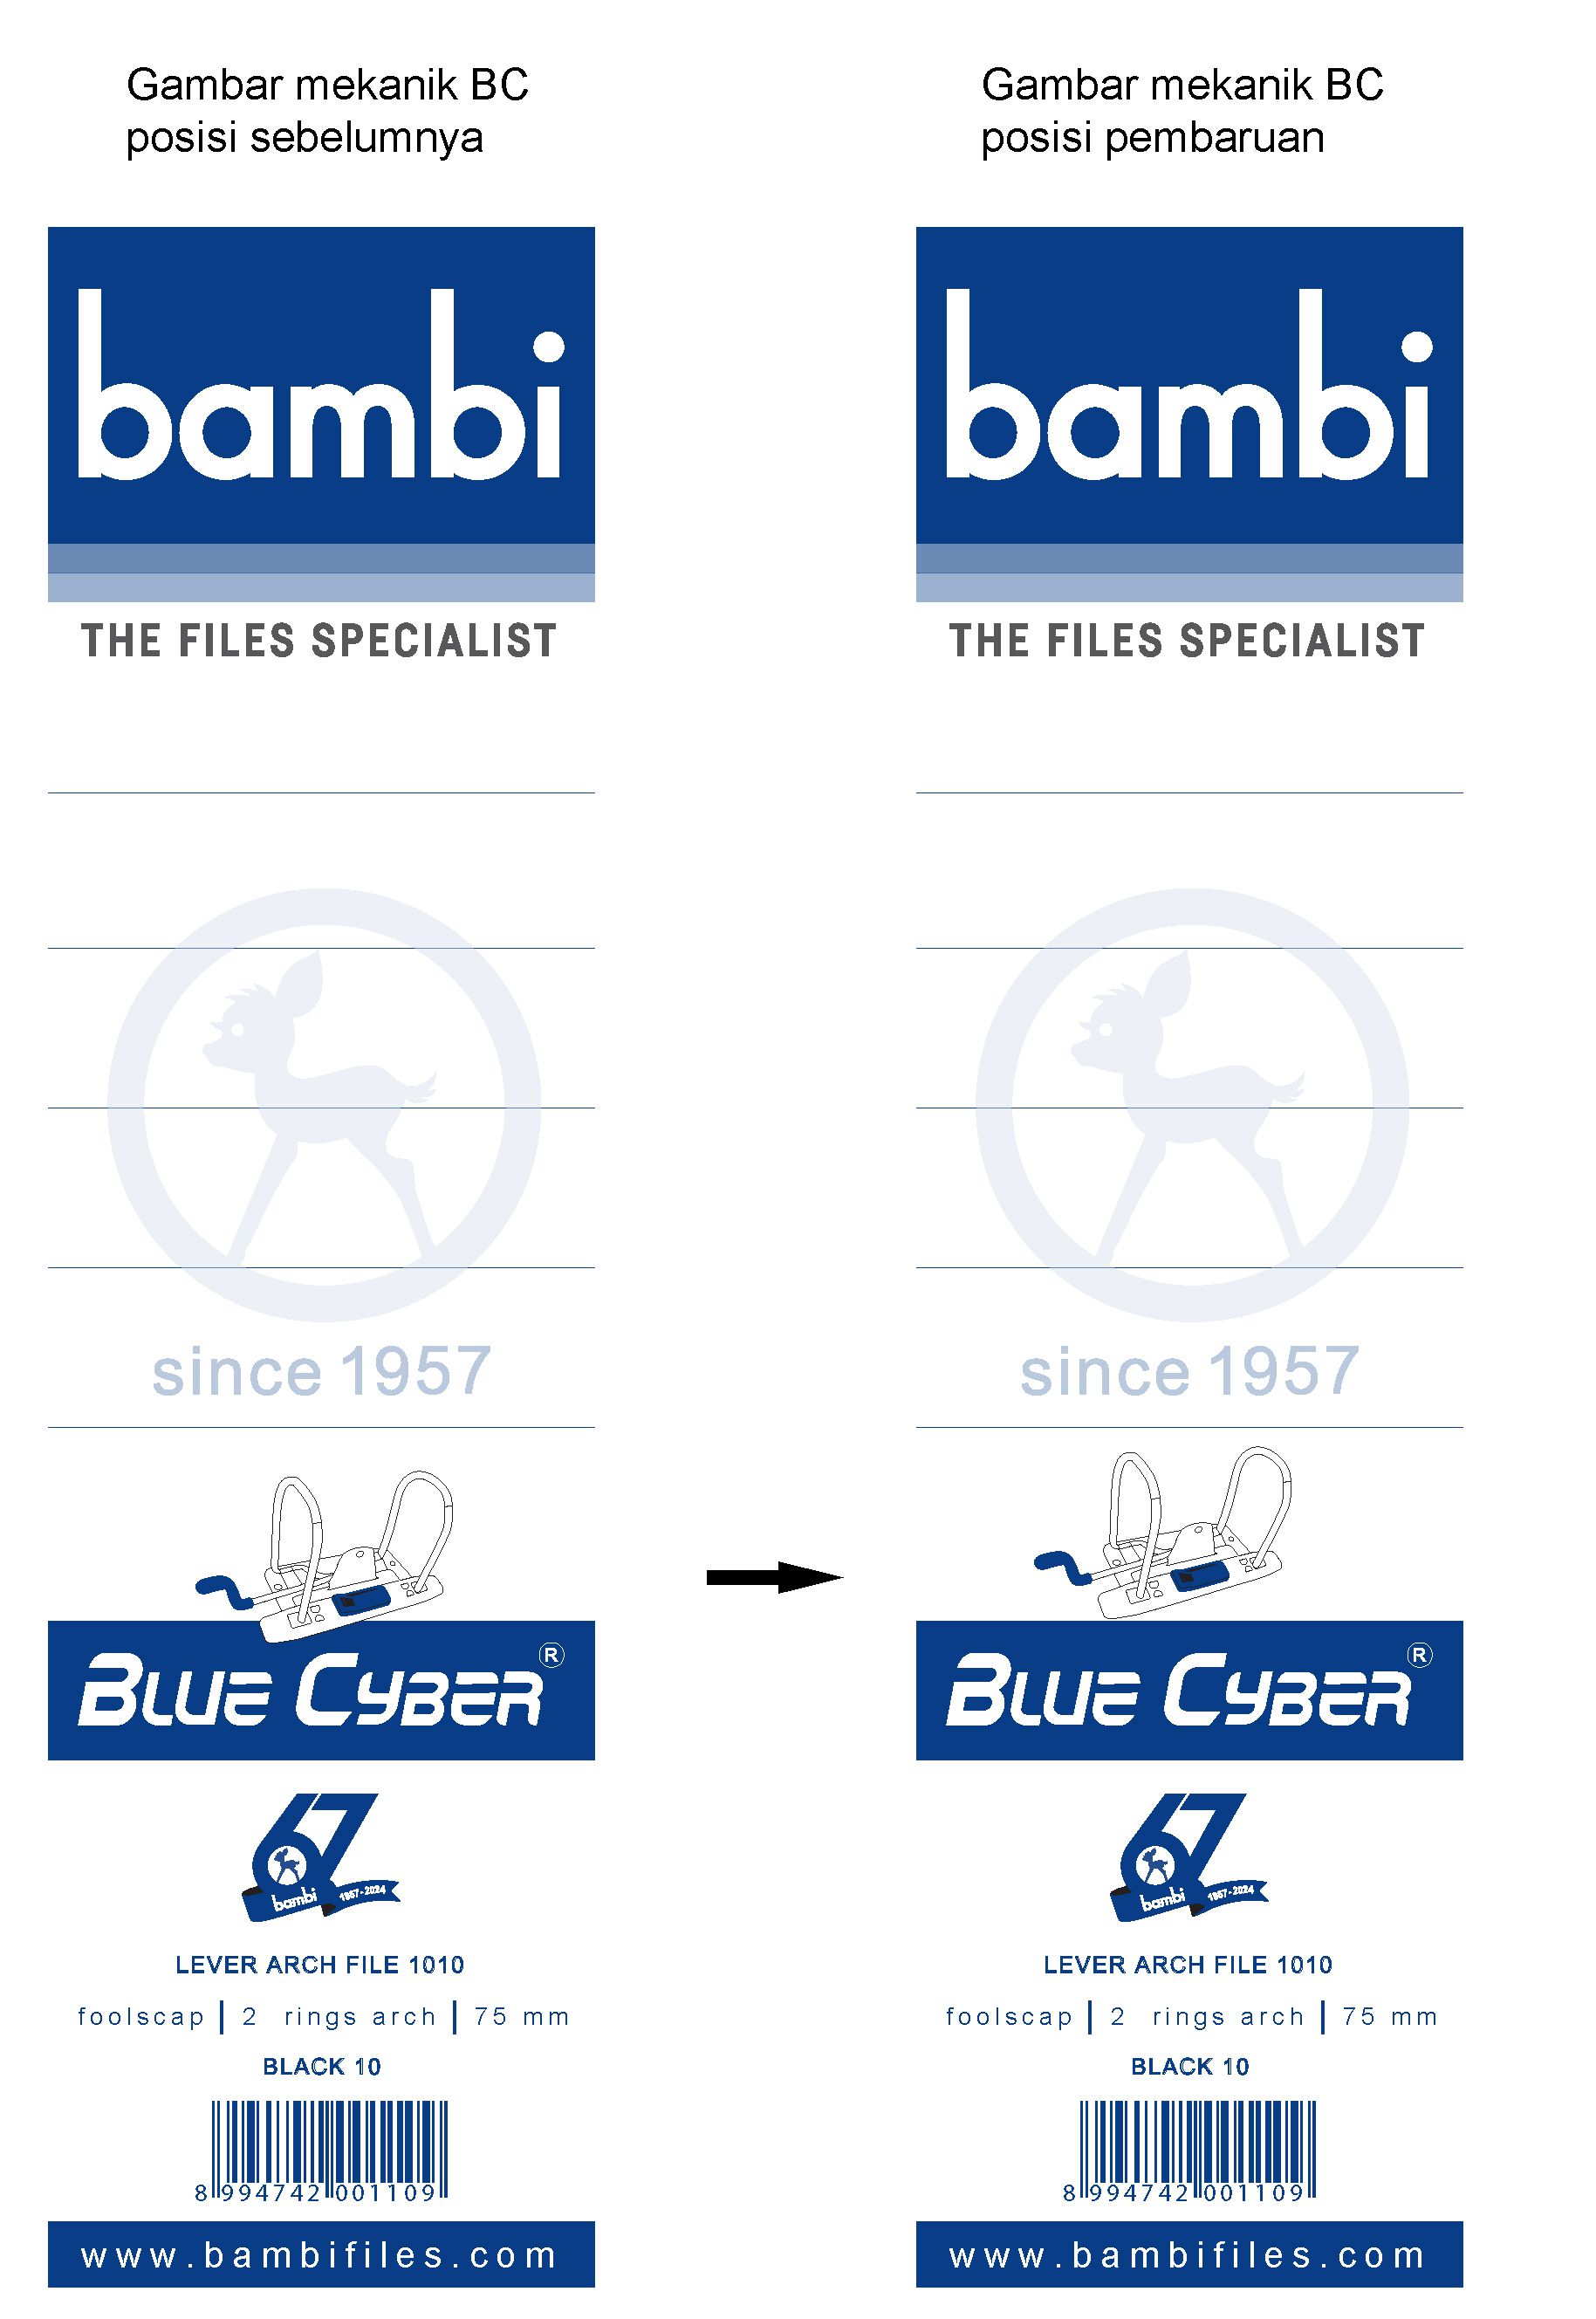 Gambar mekanik BC
posisi sebelumnya
bambi
THE FILES SPECIALIST
since 1957
BLUE CYBER ®
67
bambi 1957-2024
LEVER ARCH FILE 1010
foolscap | 2 rings arch | 75 mm
BLACK 10
8 994742 001109
www.bambifiles.com
Gambar mekanik BC
posisi pembaruan
bambi
THE FILES SPECIALIST
since 1957
BLUE CYBER ®
67
bambi 1957-2024
LEVER ARCH FILE 1010
foolscap | 2 rings arch | 75 mm
BLACK 10
8 994742 001109
www.bambifiles.com